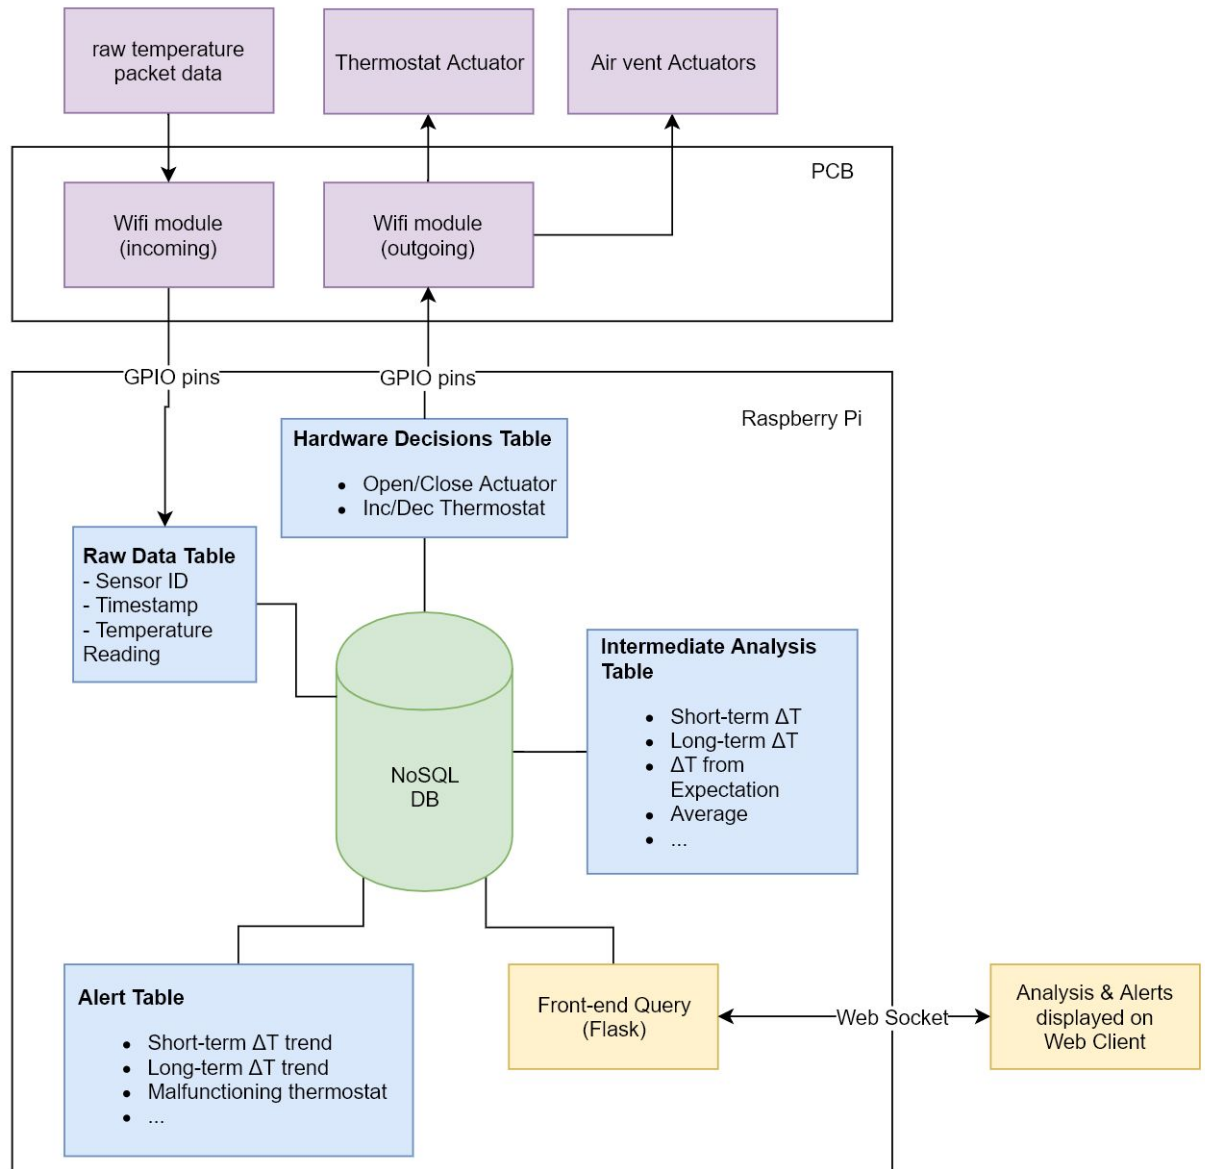 raw temperature
packet data
Thermostat Actuator
Air vent Actuators
PCB
Wifi module
(incoming)
Wifi module
(outgoing)
GPIO pins
GPIO pins
Raspberry Pi
Hardware Decisions Table
• Open/Close Actuator
• Inc/Dec Thermostat
Raw Data Table
- Sensor ID
- Timestamp
- Temperature
Reading
NoSQL
DB
Intermediate Analysis
Table
• Short-term ΔT
• Long-term ΔT
• ΔT from
Expectation
• Average
• ...
Alert Table
• Short-term ΔT trend
• Long-term ΔT trend
• Malfunctioning thermostat
• ...
Front-end Query
(Flask)
Web Socket
Analysis & Alerts
displayed on
Web Client